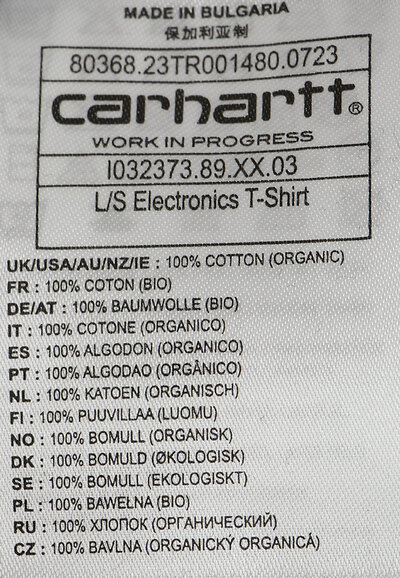 MADE IN BULGARIA
保加利亚制
80368.23TR001480.0723
carhartt®
WORK IN PROGRESS
I032373.89.XX.03
L/S Electronics T-Shirt
UK/USA/AU/NZ/IE : 100% COTTON (ORGANIC)
FR : 100% COTON (BIO)
DE/AT : 100% BAUMWOLLE (BIO)
IT : 100% COTONE (ORGANICO)
ES : 100% ALGODON (ORGANICO)
PT : 100% ALGODAO (ORGÂNICO)
NL : 100% KATOEN (ORGANISCH)
FI : 100% PUUVILLAA (LUOMU)
NO : 100% BOMULL (ORGANISK)
DK : 100% BOMULD (ØKOLOGISK)
SE : 100% BOMULL (EKOLOGISKT)
PL : 100% BAWEŁNA (BIO)
RU : 100% ХЛОПОК (ОРГАНИЧЕСКИЙ)
CZ : 100% BAVLNA (ORGANICKÝ ORGANICÁ)